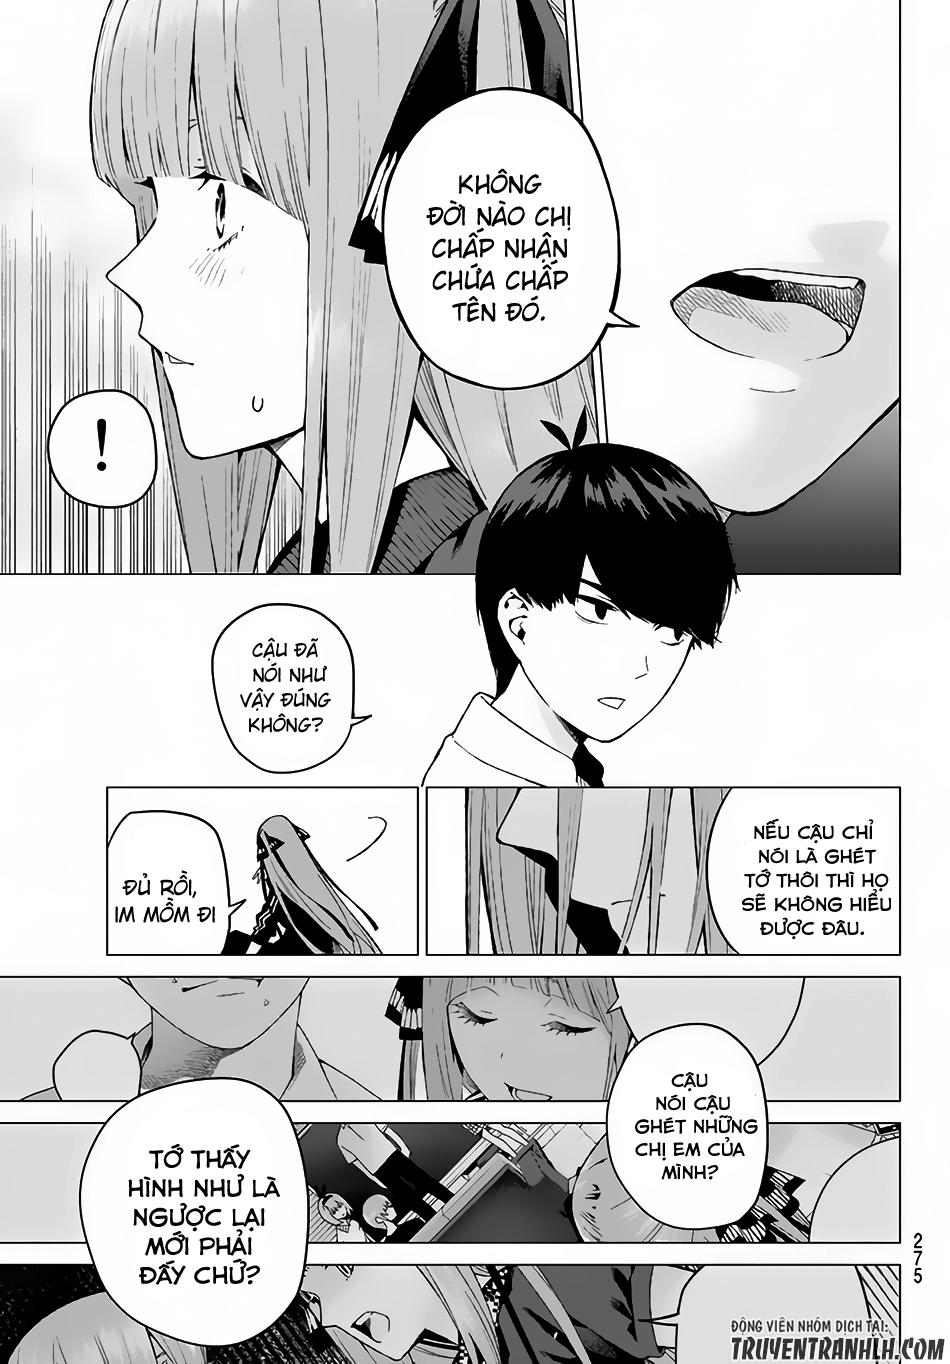 KHÔNG
ĐỜI NÀO CHỊ
CHẤP NHẬN
CHỨA CHẤP
TÊN ĐÓ.
!
CẬU ĐÃ
NÓI NHƯ
VẬY ĐÚNG
KHÔNG?
NẾU CẬU CHỈ
NÓI LÀ GHÉT
TỚ THÔI THÌ HỌ
SẼ KHÔNG HIỂU
ĐƯỢC ĐÂU.
ĐỦ RỒI,
IM MỒM ĐI
CẬU
NÓI CẬU
GHÉT NHỮNG
CHỊ EM CỦA
MÌNH?
TỚ THẤY
HÌNH NHƯ LÀ
NGƯỢC LẠI
MỚI PHẢI
ĐẤY CHỨ?
275
ĐỘNG VIÊN NHÓM DỊCH TẠI:
TRUYENTRANHLH.COM